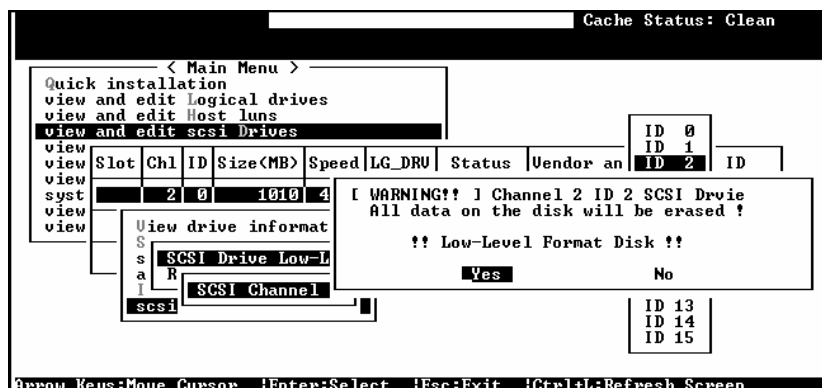 Cache Status: Clean
< Main Menu >
Quick installation
view and edit Logical drives
view and edit Host luns
view and edit scsi Drives
view
view
view
syst
view
view
Slot Chl ID Size(MB) Speed LG_DRV Status Vendor an ID
2 0 1010 4
ID 0
ID 1
ID 2
[ WARNING!! ] Channel 2 ID 2 SCSI Drvie
All data on the disk will be erased !
!! Low-Level Format Disk !!
Yes No
View drive informat
S
s
a
I
scsi
SCSI Drive Low-L
R
SCSI Channel
ID 13
ID 14
ID 15
Arrow Keys:Move Cursor |Enter:Select |Esc:Exit |Ctrl+L:Refresh Screen